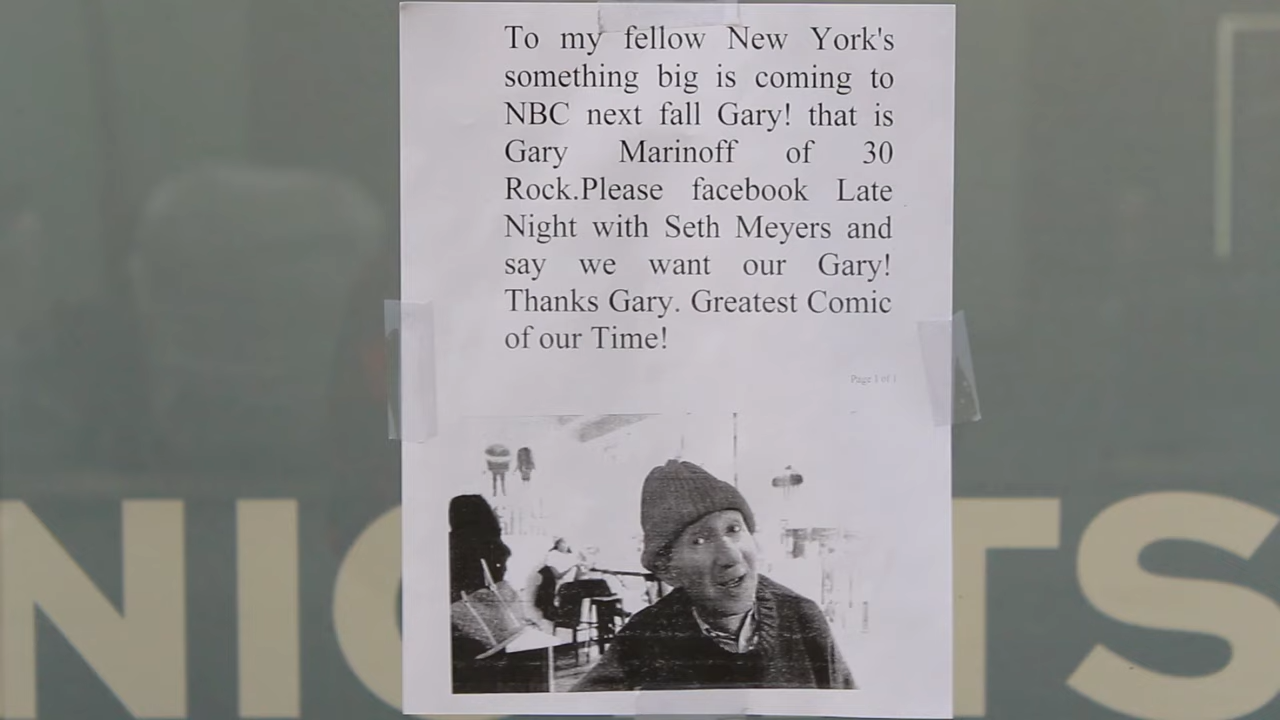 To my fellow New York's
something big is coming to
NBC next fall Gary! that is
Gary Marinoff of 30
Rock.Please facebook Late
Night with Seth Meyers and
say we want our Gary!
Thanks Gary. Greatest Comic
of our Time!
Page 1 of 1
NI
TS